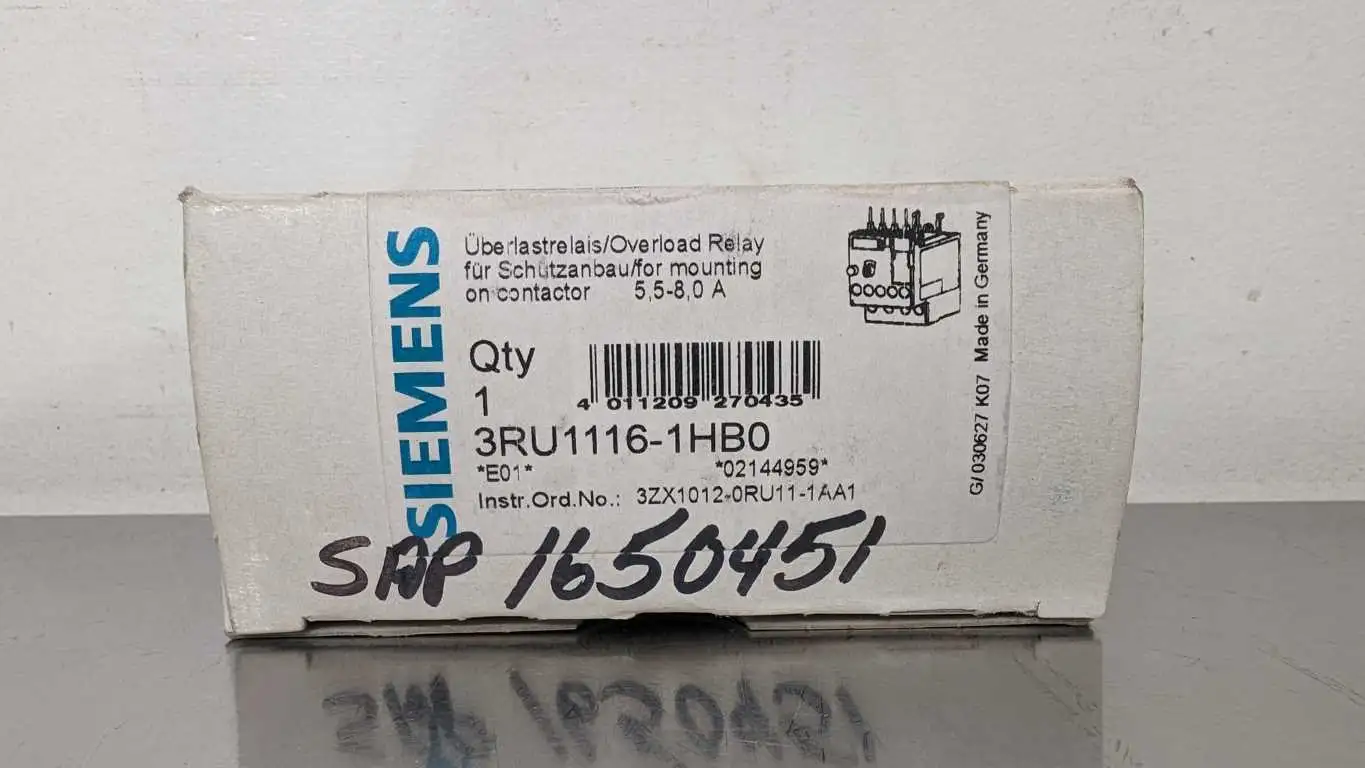 SIEMENS
Überlastrelais/Overload Relay
für Schützanbau/for mounting
on contactor 5,5-8,0 A
Qty
1
4 011209 270435
3RU1116-1HB0
*E01* *02144959*
Instr.Ord.No.: 3ZX1012-0RU11-1AA1
G/030627 K07 Made in Germany
SAP 1650451